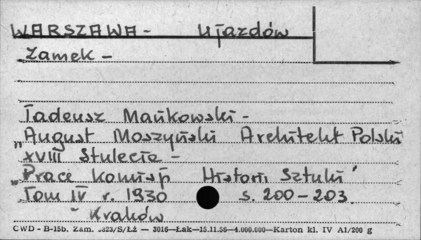 WARSZAWA - Ujazdów
Zamek -
Tadeusz Mańkowski -
„August Moszyński Architekt Polski
XVIII Stulecia -
„Prace Komisji Historii Sztuki"
Tom IV r. 1930 s. 200-203.
- Kraków
CWD - B-15b. Zam. 5823/S/ŁŻ — 2016—Łak—15.11.56—4.000.000—Karton kl. IV A1/200 g